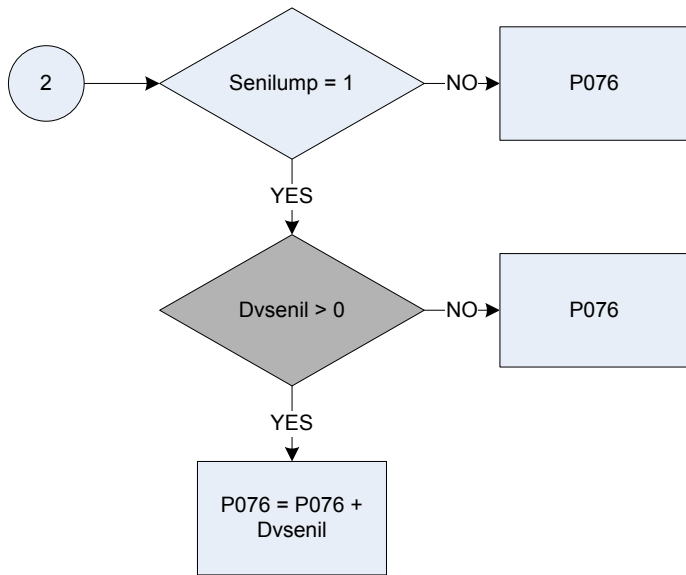 2
Senilump = 1
NO
P076
YES
Dvsenil > 0
NO
P076
YES
P076 = P076 +
Dvsenil